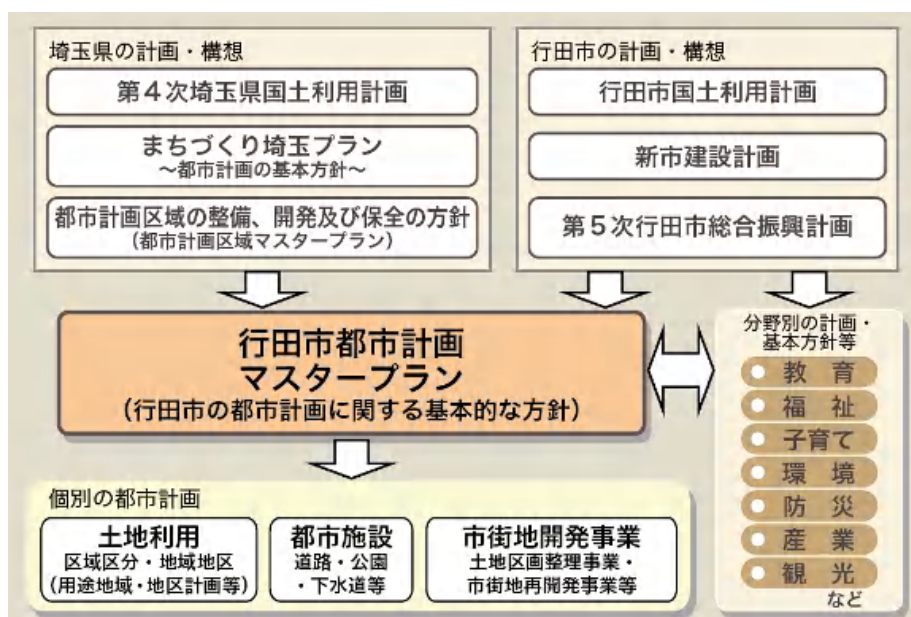 埼玉県の計画・構想
第4次埼玉県国土利用計画
まちづくり埼玉プラン
～都市計画の基本方針～
都市計画区域の整備、開発及び保全の方針
(都市計画区域マスタープラン)
行田市の計画・構想
行田市国土利用計画
新市建設計画
第5次行田市総合振興計画
行田市都市計画
マスタープラン
(行田市の都市計画に関する基本的な方針)
分野別の計画・
基本方針等
教育
福祉
子育て
環境
防災
産業
観光
など
個別の都市計画
土地利用
区域区分・地域地区
(用途地域・地区計画等)
都市施設
道路・公園
・下水道等
市街地開発事業
土地区画整理事業・
市街地再開発事業等